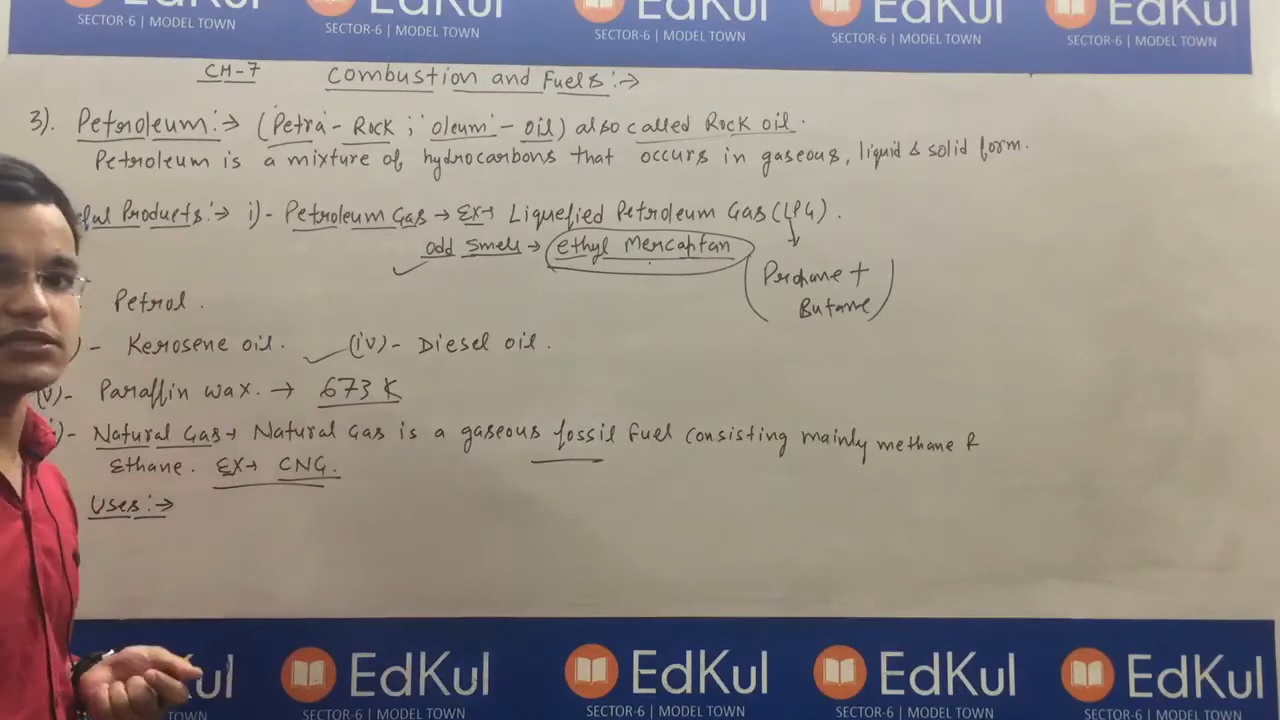 EdKul EdKul EdKul EdKul EdKul
SECTOR-6 | MODEL TOWN SECTOR-6 | MODEL TOWN SECTOR-6 | MODEL TOWN SECTOR-6 | MODEL TOWN SECTOR-6 | MODEL TOWN
CH-7 Combustion and Fuels:→
3). Petroleum:→ (Petra - Rock ; 'oleum' - oil) also called Rock oil.
Petroleum is a mixture of hydrocarbons that occurs in gaseous, liquid & solid form.
eful Products:→ i)- Petroleum Gas → Ex→ Liquefied Petroleum Gas (LPG).
odd smell → ethyl Mercaptan
(Propane +
Butane)
Petrol.
)- Kerosene oil. (iv)- Diesel oil.
(v)- Paraffin wax. → 673 K
)- Natural Gas→ Natural Gas is a gaseous fossil fuel consisting mainly methane &
Ethane. Ex→ CNG.
Uses:→
Kul EdKul EdKul EdKul EdKul
TOWN SECTOR-6 | MODEL TOWN SECTOR-6 | MODEL TOWN SECTOR-6 | MODEL TOWN SECTOR-6 | MODEL TOWN